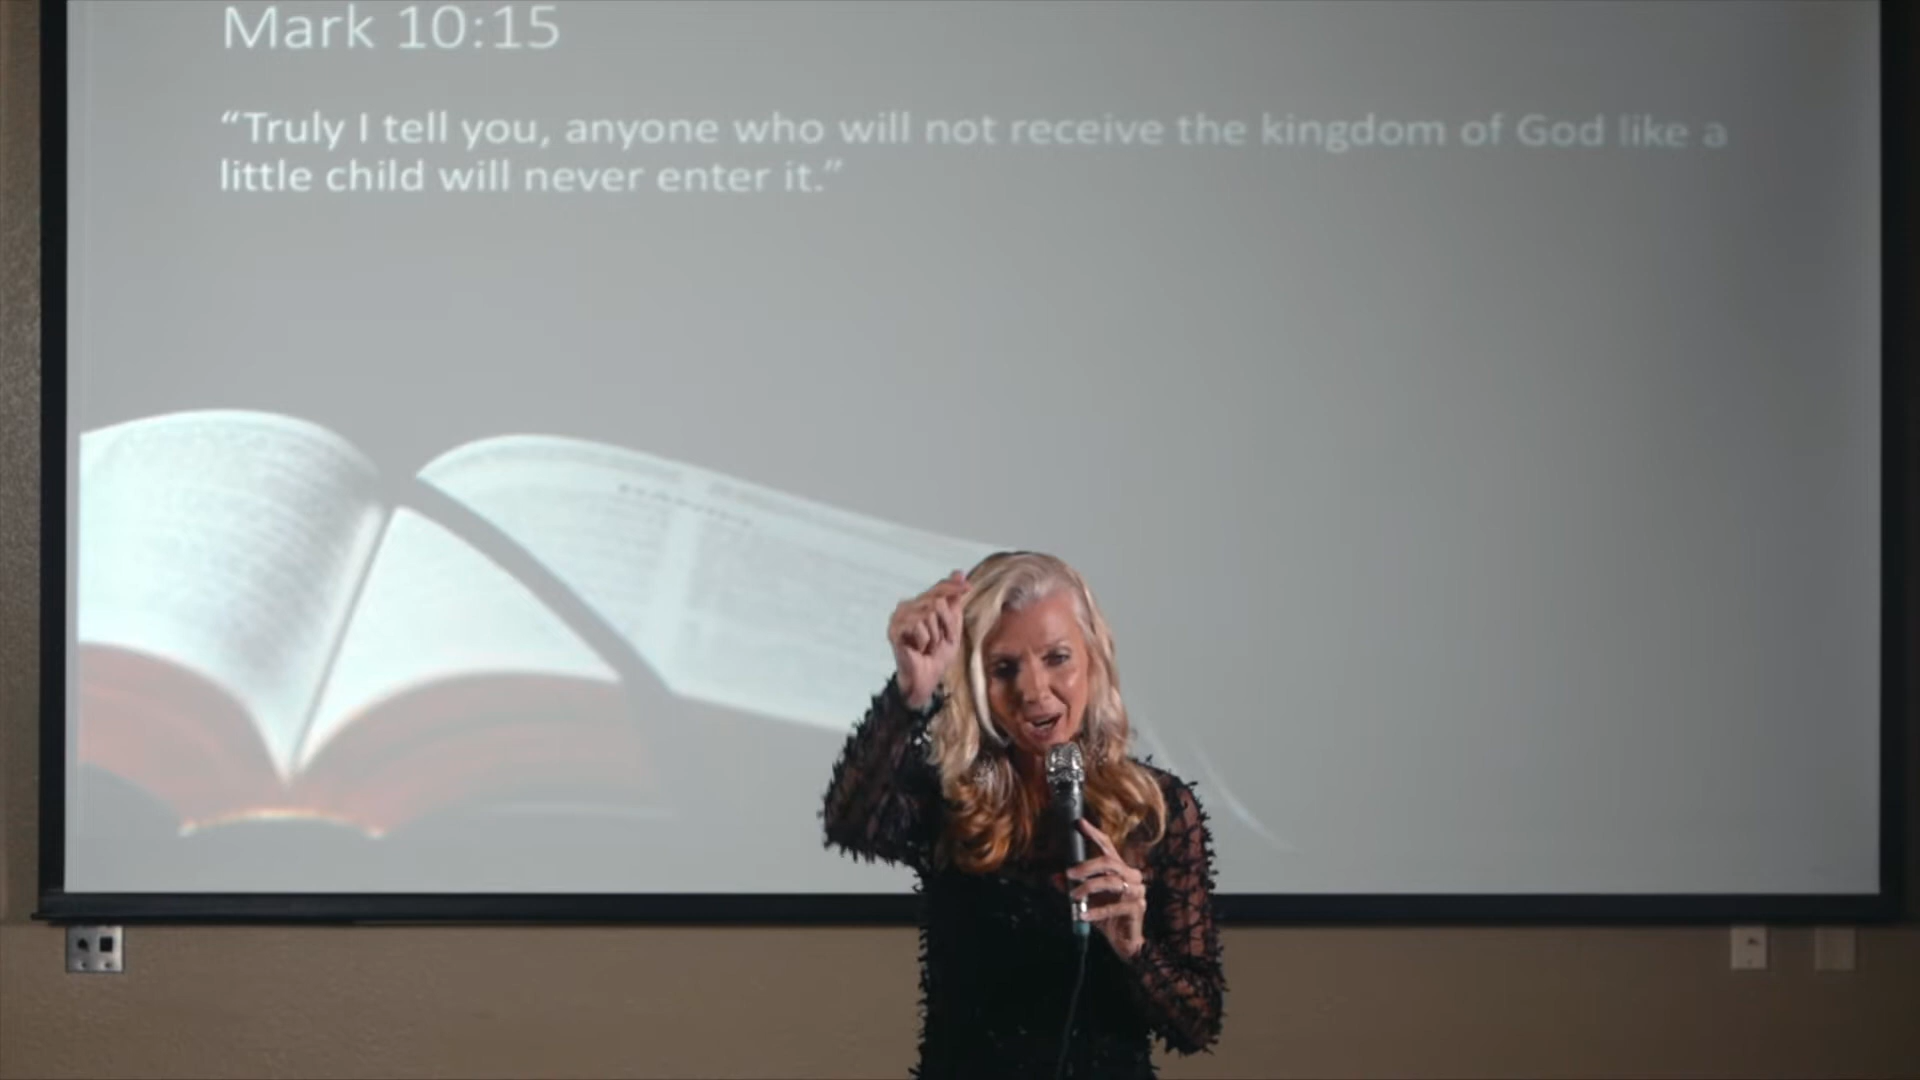 Mark 10:15
“Truly I tell you, anyone who will not receive the kingdom of God like a
little child will never enter it.”